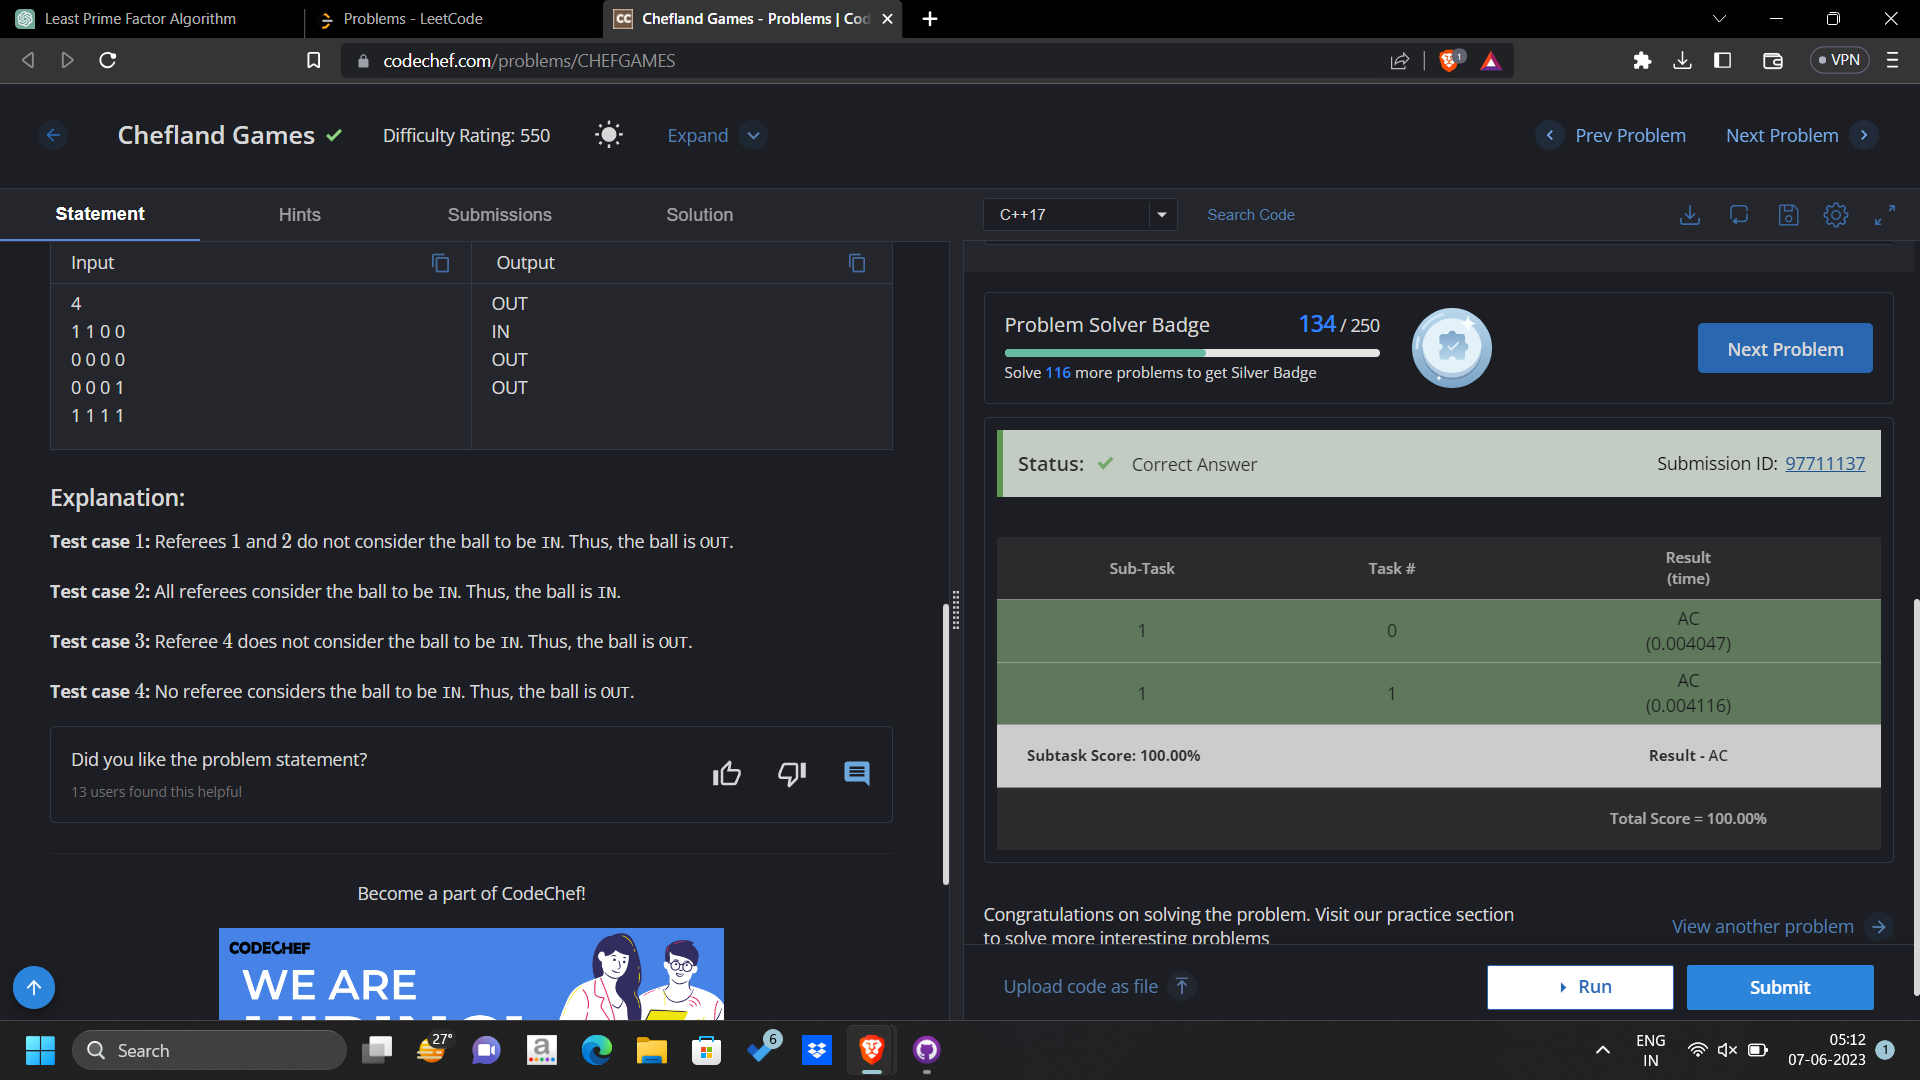 Least Prime Factor Algorithm
Problems - LeetCode
CC Chefland Games - Problems | Cod
codechef.com/problems/CHEFGAMES
1
VPN
Chefland Games
Difficulty Rating: 550
Expand
Prev Problem
Next Problem
Statement
Hints
Submissions
Solution
C++17
Search Code
Input
Output
4
1 1 0 0
0 0 0 0
0 0 0 1
1 1 1 1
OUT
IN
OUT
OUT
Explanation:
Test case 1: Referees 1 and 2 do not consider the ball to be IN. Thus, the ball is OUT.
Test case 2: All referees consider the ball to be IN. Thus, the ball is IN.
Test case 3: Referee 4 does not consider the ball to be IN. Thus, the ball is OUT.
Test case 4: No referee considers the ball to be IN. Thus, the ball is OUT.
Did you like the problem statement?
13 users found this helpful
Become a part of CodeChef!
CODECHEF
WE ARE
HIRING!
Problem Solver Badge
134 / 250
Solve 116 more problems to get Silver Badge
Next Problem
Status:
Correct Answer
Submission ID: 97711137
Sub-Task
Task #
Result
(time)
1
0
AC
(0.004047)
1
1
AC
(0.004116)
Subtask Score: 100.00%
Result - AC
Total Score = 100.00%
Congratulations on solving the problem. Visit our practice section
to solve more interesting problems
View another problem
Upload code as file
Run
Submit
Search
27°
a
6
ENG
IN
05:12
07-06-2023
1